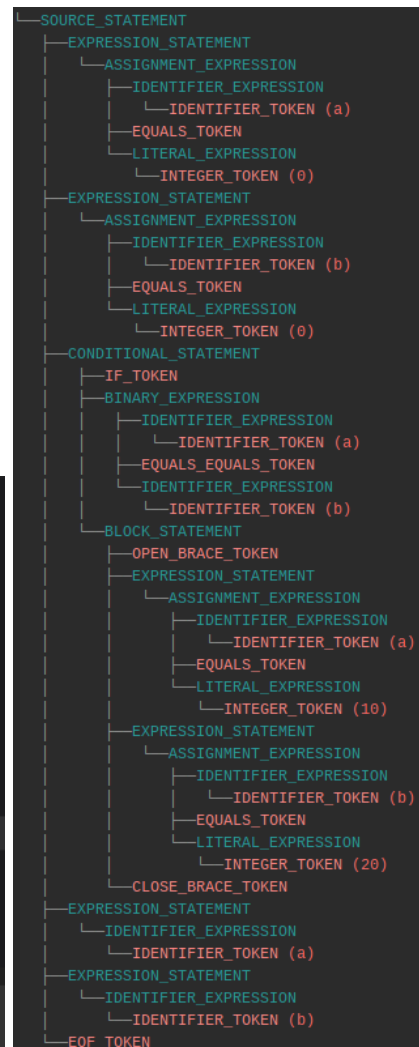 SOURCE_STATEMENT
EXPRESSION_STATEMENT
ASSIGNMENT_EXPRESSION
IDENTIFIER_EXPRESSION
IDENTIFIER_TOKEN (a)
EQUALS_TOKEN
LITERAL_EXPRESSION
INTEGER_TOKEN (0)
EXPRESSION_STATEMENT
ASSIGNMENT_EXPRESSION
IDENTIFIER_EXPRESSION
IDENTIFIER_TOKEN (b)
EQUALS_TOKEN
LITERAL_EXPRESSION
INTEGER_TOKEN (0)
CONDITIONAL_STATEMENT
IF_TOKEN
BINARY_EXPRESSION
IDENTIFIER_EXPRESSION
IDENTIFIER_TOKEN (a)
EQUALS_EQUALS_TOKEN
IDENTIFIER_EXPRESSION
IDENTIFIER_TOKEN (b)
BLOCK_STATEMENT
OPEN_BRACE_TOKEN
EXPRESSION_STATEMENT
ASSIGNMENT_EXPRESSION
IDENTIFIER_EXPRESSION
IDENTIFIER_TOKEN (a)
EQUALS_TOKEN
LITERAL_EXPRESSION
INTEGER_TOKEN (10)
EXPRESSION_STATEMENT
ASSIGNMENT_EXPRESSION
IDENTIFIER_EXPRESSION
IDENTIFIER_TOKEN (b)
EQUALS_TOKEN
LITERAL_EXPRESSION
INTEGER_TOKEN (20)
CLOSE_BRACE_TOKEN
EXPRESSION_STATEMENT
IDENTIFIER_EXPRESSION
IDENTIFIER_TOKEN (a)
EXPRESSION_STATEMENT
IDENTIFIER_EXPRESSION
IDENTIFIER_TOKEN (b)
EOF_TOKEN